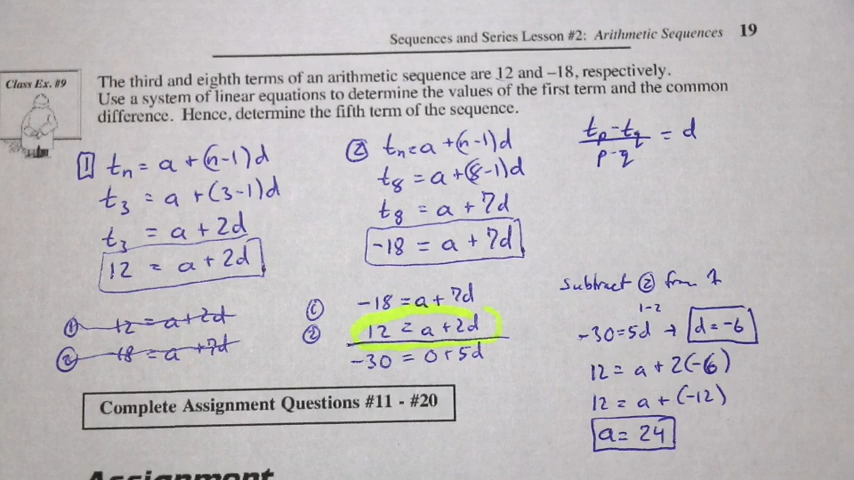 Sequences and Series Lesson #2: Arithmetic Sequences 19
Class Ex. #9
The third and eighth terms of an arithmetic sequence are 12 and –18, respectively.
Use a system of linear equations to determine the values of the first term and the common
difference. Hence, determine the fifth term of the sequence.
1 tn = a + (n-1)d
t3 = a + (3-1)d
t3 = a + 2d
12 = a + 2d
② tn = a + (n-1)d
t8 = a + (8-1)d
t8 = a + 7d
-18 = a + 7d
tp - tq
p - q
= d
① 12 = a + 2d
② -18 = a + 7d
① -18 = a + 7d
② 12 = a + 2d
-30 = 0 + 5d
Subtract ② from 1
1-2
-30 = 5d → d = -6
12 = a + 2(-6)
12 = a + (-12)
a = 24
Complete Assignment Questions #11 - #20
Assignment